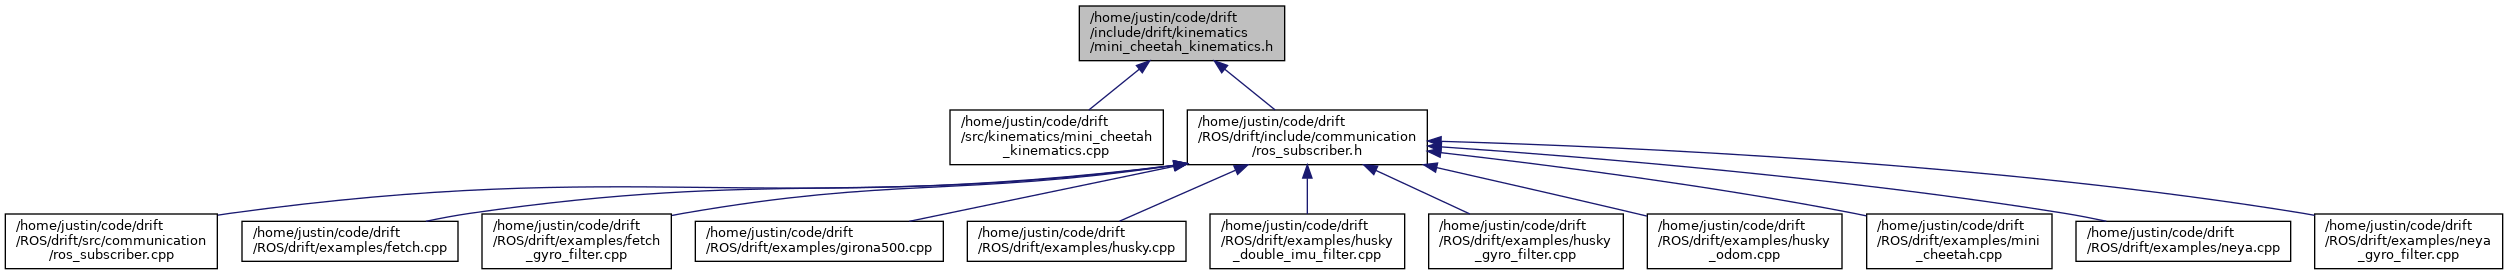 /home/justin/code/drift
/include/drift/kinematics
/mini_cheetah_kinematics.h
/home/justin/code/drift
/src/kinematics/mini_cheetah
_kinematics.cpp
/home/justin/code/drift
/ROS/drift/include/communication
/ros_subscriber.h
/home/justin/code/drift
/ROS/drift/src/communication
/ros_subscriber.cpp
/home/justin/code/drift
/ROS/drift/examples/fetch.cpp
/home/justin/code/drift
/ROS/drift/examples/fetch
_gyro_filter.cpp
/home/justin/code/drift
/ROS/drift/examples/girona500.cpp
/home/justin/code/drift
/ROS/drift/examples/husky.cpp
/home/justin/code/drift
/ROS/drift/examples/husky
_double_imu_filter.cpp
/home/justin/code/drift
/ROS/drift/examples/husky
_gyro_filter.cpp
/home/justin/code/drift
/ROS/drift/examples/husky
_odom.cpp
/home/justin/code/drift
/ROS/drift/examples/mini
_cheetah.cpp
/home/justin/code/drift
/ROS/drift/examples/neya.cpp
/home/justin/code/drift
/ROS/drift/examples/neya
_gyro_filter.cpp